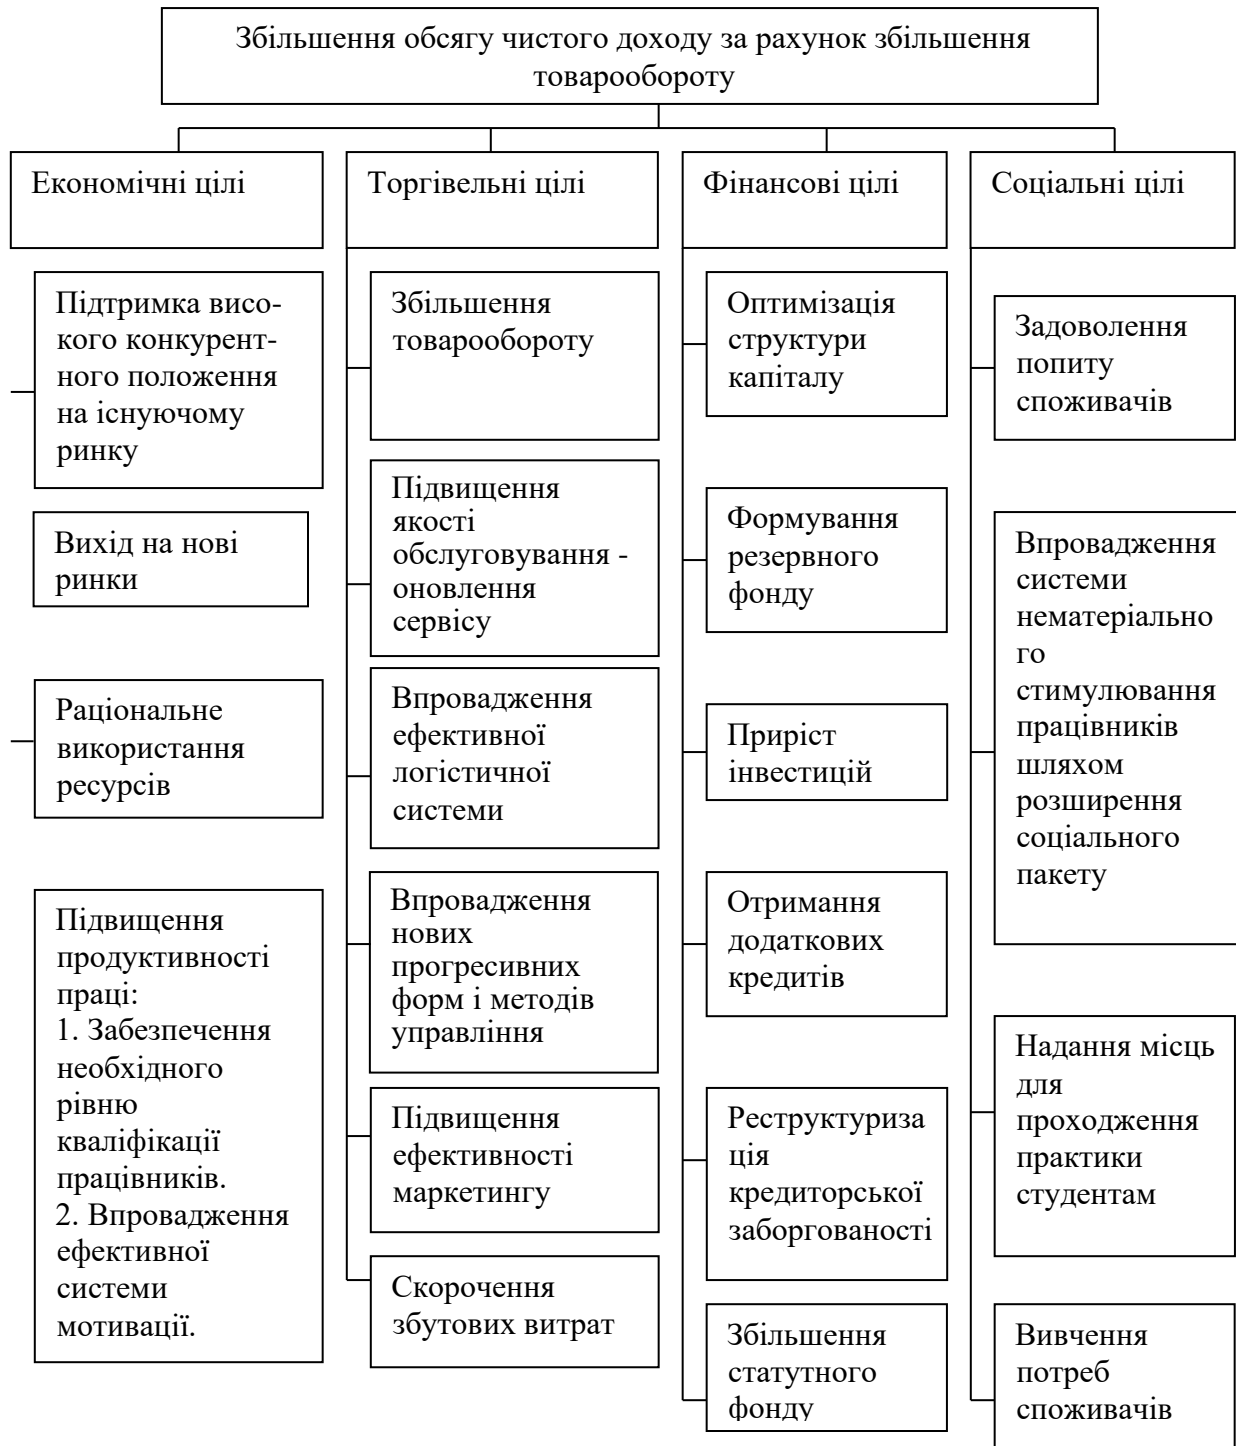 Збільшення обсягу чистого доходу за рахунок збільшення
товарообороту
Економічні цілі
Підтримка висо-
кого конкурент-
ного положення
на існуючому
ринку
Вихід на нові
ринки
Раціональне
використання
ресурсів
Підвищення
продуктивності
праці:
1. Забезпечення
необхідного
рівню
кваліфікації
працівників.
2. Впровадження
ефективної
системи
мотивації.
Торгівельні цілі
Збільшення
товарообороту
Підвищення
якості
обслуговування -
оновлення
сервісу
Впровадження
ефективної
логістичної
системи
Впровадження
нових
прогресивних
форм і методів
управління
Підвищення
ефективності
маркетингу
Скорочення
збутових витрат
Фінансові цілі
Оптимізація
структури
капіталу
Формування
резервного
фонду
Приріст
інвестицій
Отримання
додаткових
кредитів
Реструктуриза
ція
кредиторської
заборгованості
Збільшення
статутного
фонду
Соціальні цілі
Задоволення
попиту
споживачів
Впровадження
системи
нематеріально
го
стимулювання
працівників
шляхом
розширення
соціального
пакету
Надання місць
для
проходження
практики
студентам
Вивчення
потреб
споживачів